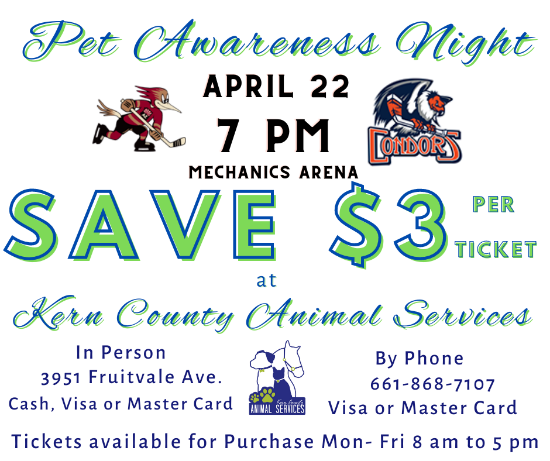 Pet Awareness Night
APRIL 22
7 PM
MECHANICS ARENA
CONDORS
SAVE $3 PER TICKET
at
Kern County Animal Services
In Person
3951 Fruitvale Ave.
Cash, Visa or Master Card
ANIMAL SERVICES
By Phone
661-868-7107
Visa or Master Card
Tickets available for Purchase Mon- Fri 8 am to 5 pm